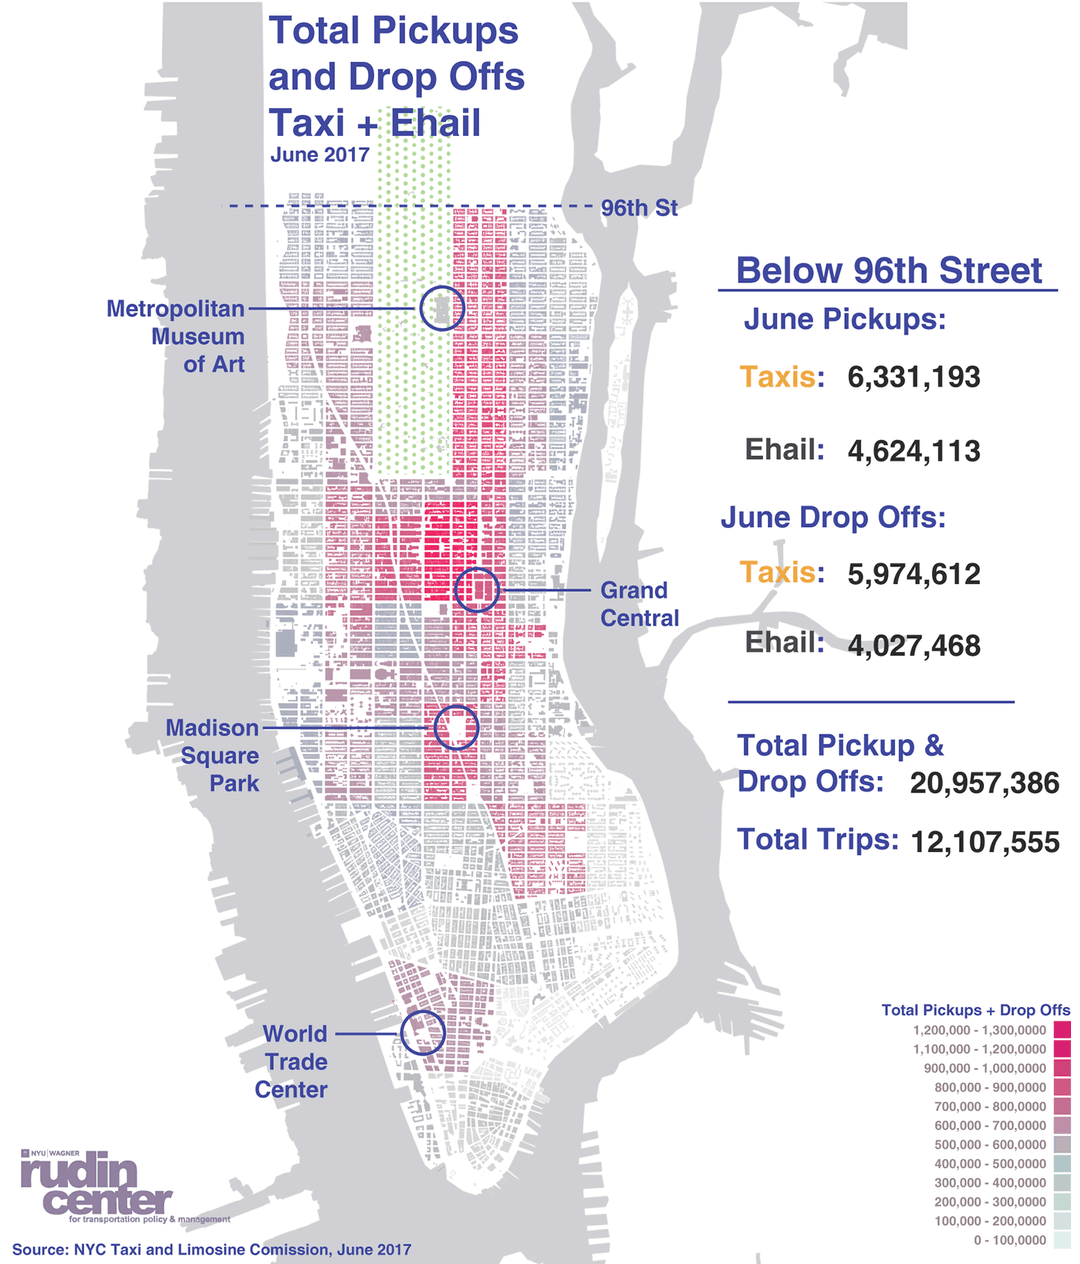 Total Pickups
and Drop Offs
Taxi + Ehail
June 2017
96th St
Metropolitan
Museum
of Art
Below 96th Street
June Pickups:
Taxis: 6,331,193
Ehail: 4,624,113
June Drop Offs:
Taxis: 5,974,612
Ehail: 4,027,468
Grand
Central
Madison
Square
Park
Total Pickup &
Drop Offs: 20,957,386
Total Trips: 12,107,555
World
Trade
Center
Total Pickups + Drop Offs
1,200,000 - 1,300,0000
1,100,000 - 1,200,0000
900,000 - 1,000,0000
800,000 - 900,0000
700,000 - 800,0000
600,000 - 700,0000
500,000 - 600,0000
400,000 - 500,0000
300,000 - 400,0000
200,000 - 300,0000
100,000 - 200,0000
0 - 100,0000
NYU | WAGNER
rudin
center
for transportation policy & management
Source: NYC Taxi and Limosine Comission, June 2017